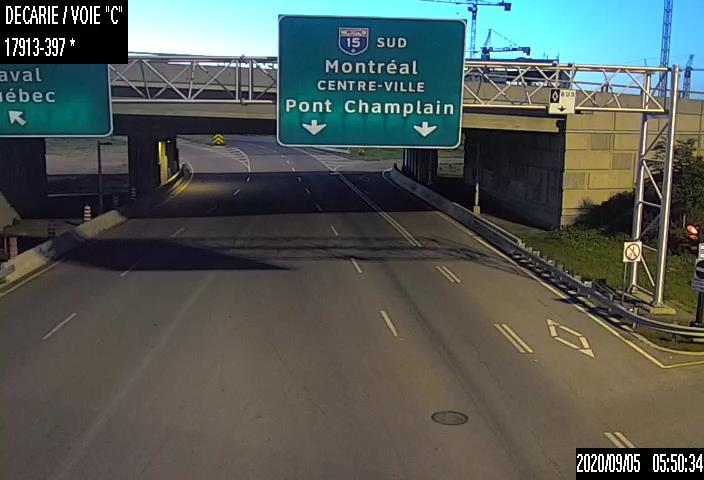 DECARIE / VOIE "C"
17913-397 *
aval
uébec
15 SUD
Montréal
CENTRE-VILLE
Pont Champlain
BUS
2020/09/05 05:50:34